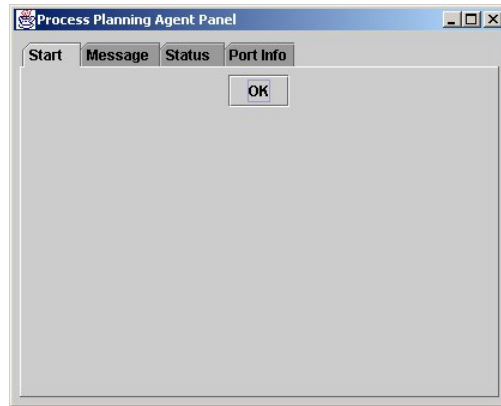 Process Planning Agent Panel
Start Message Status Port Info
OK